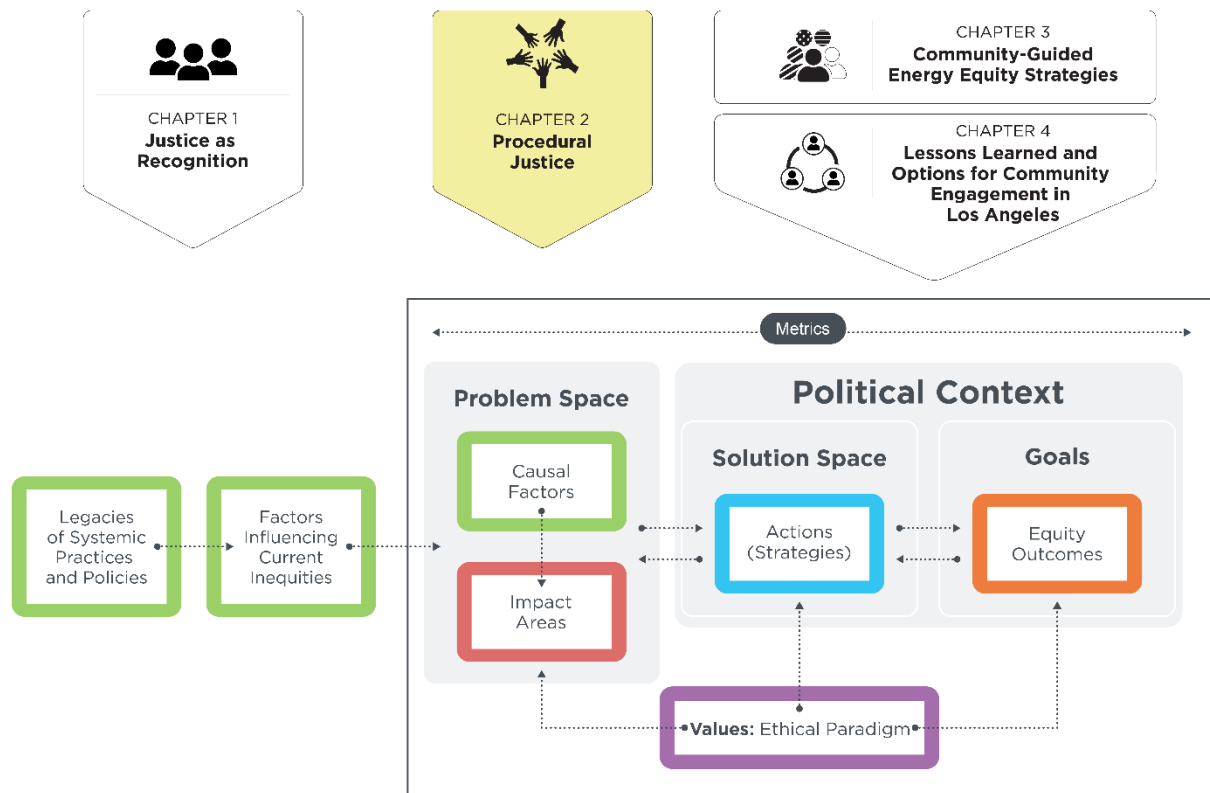 CHAPTER 1
Justice as
Recognition
CHAPTER 2
Procedural
Justice
CHAPTER 3
Community-Guided
Energy Equity Strategies
CHAPTER 4
Lessons Learned and
Options for Community
Engagement in
Los Angeles
Metrics
Problem Space
Political Context
Causal
Factors
Solution Space
Goals
Legacies
of Systemic
Practices
and Policies
Factors
Influencing
Current
Inequities
Actions
(Strategies)
Equity
Outcomes
Impact
Areas
Values: Ethical Paradigm